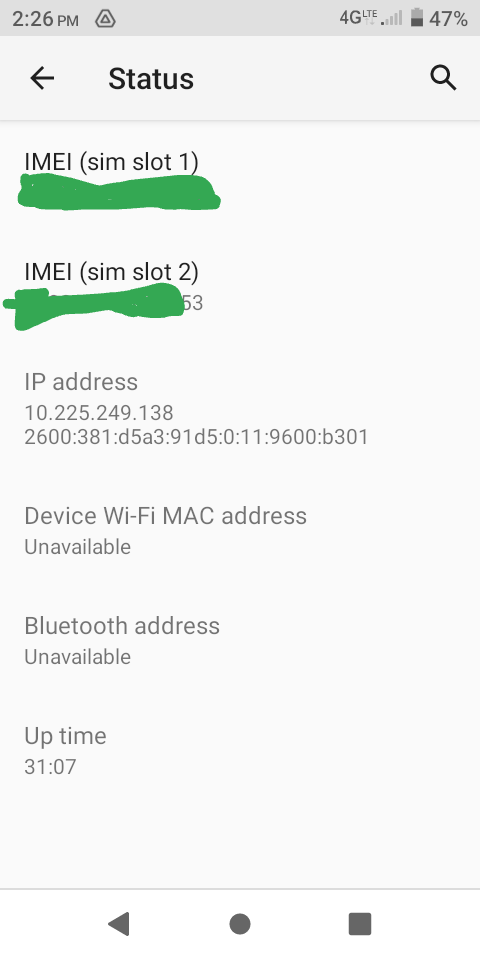 2:26 PM 4G LTE 47%
Status
IMEI (sim slot 1)
IMEI (sim slot 2)
53
IP address
10.225.249.138
2600:381:d5a3:91d5:0:11:9600:b301
Device Wi-Fi MAC address
Unavailable
Bluetooth address
Unavailable
Up time
31:07